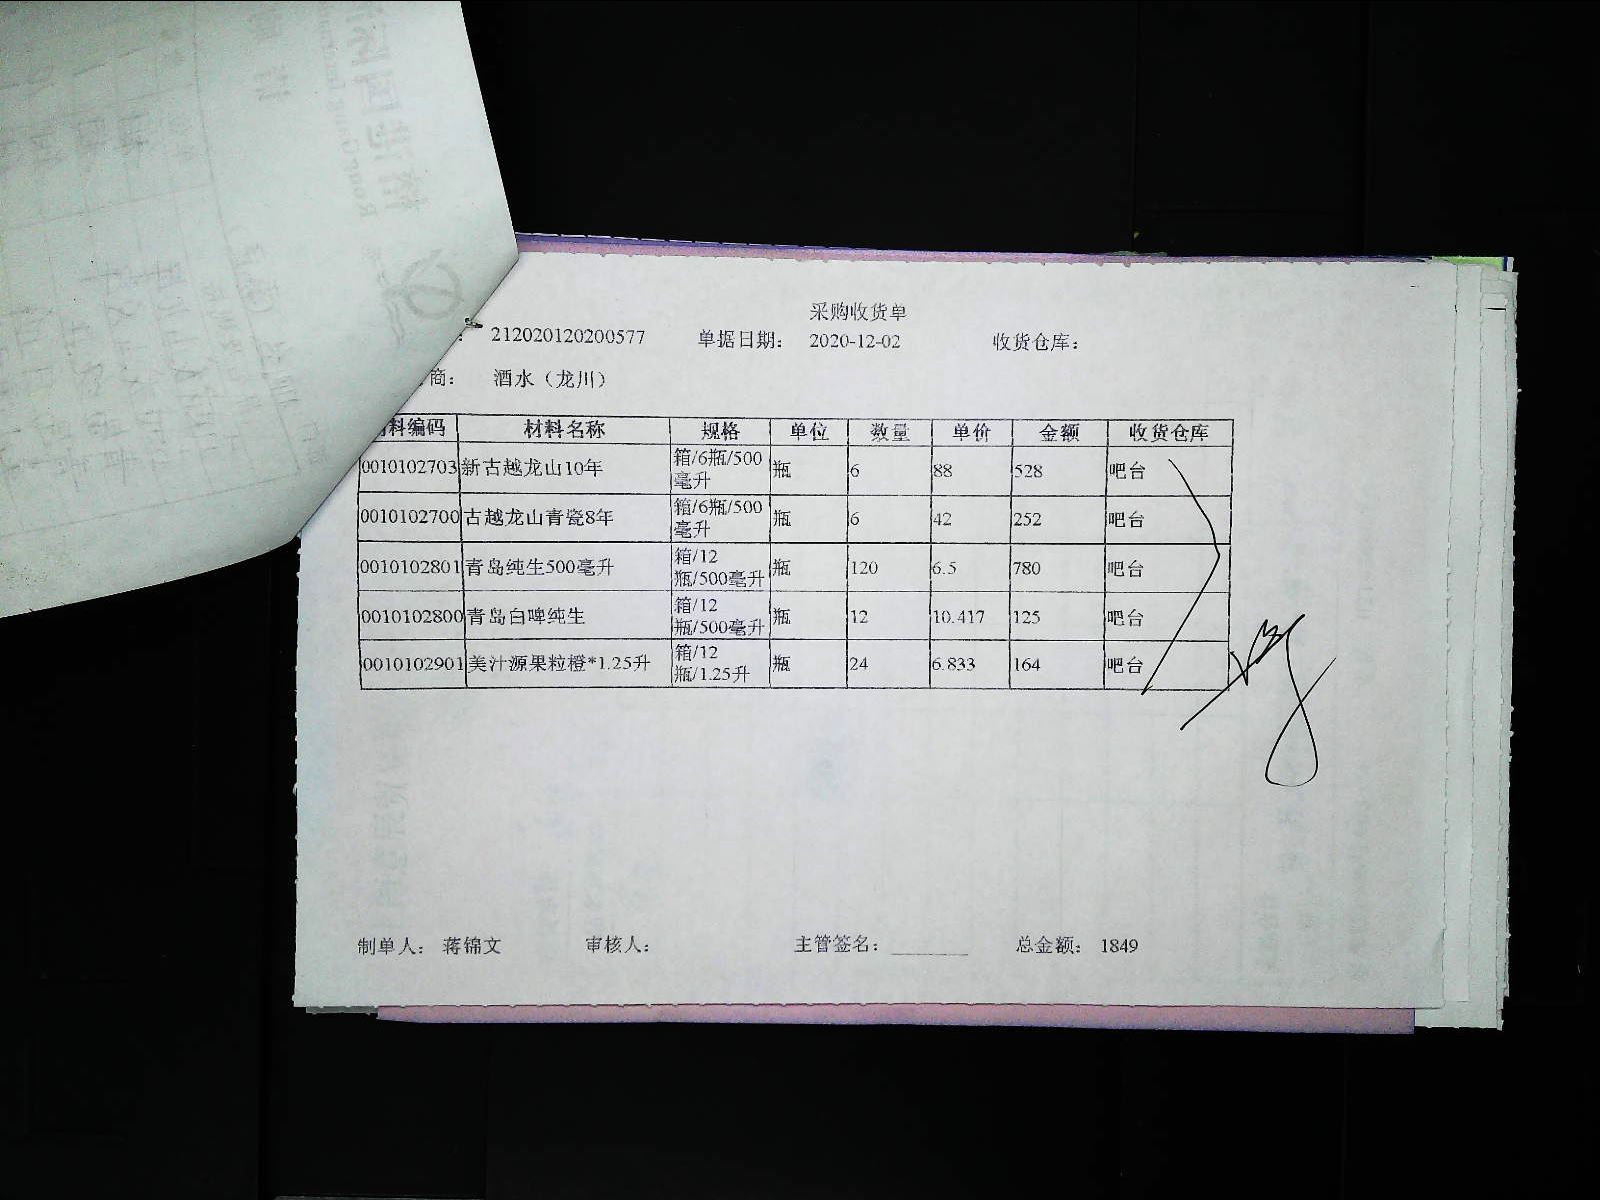 采购收货单
: 212020120200577 单据日期: 2020-12-02 收货仓库:
商: 酒水（龙川）
料编码 材料名称 规格 单位 数量 单价 金额 收货仓库
0010102703 新古越龙山10年 箱/6瓶/500毫升 瓶 6 88 528 吧台
0010102700 古越龙山青瓷8年 箱/6瓶/500毫升 瓶 6 42 252 吧台
0010102801 青岛纯生500毫升 箱/12瓶/500毫升 瓶 120 6.5 780 吧台
0010102800 青岛白啤纯生 箱/12瓶/500毫升 瓶 12 10.417 125 吧台
0010102901 美汁源果粒橙*1.25升 箱/12瓶/1.25升 瓶 24 6.833 164 吧台
制单人: 蒋锦文 审核人: 主管签名: ________ 总金额: 1849